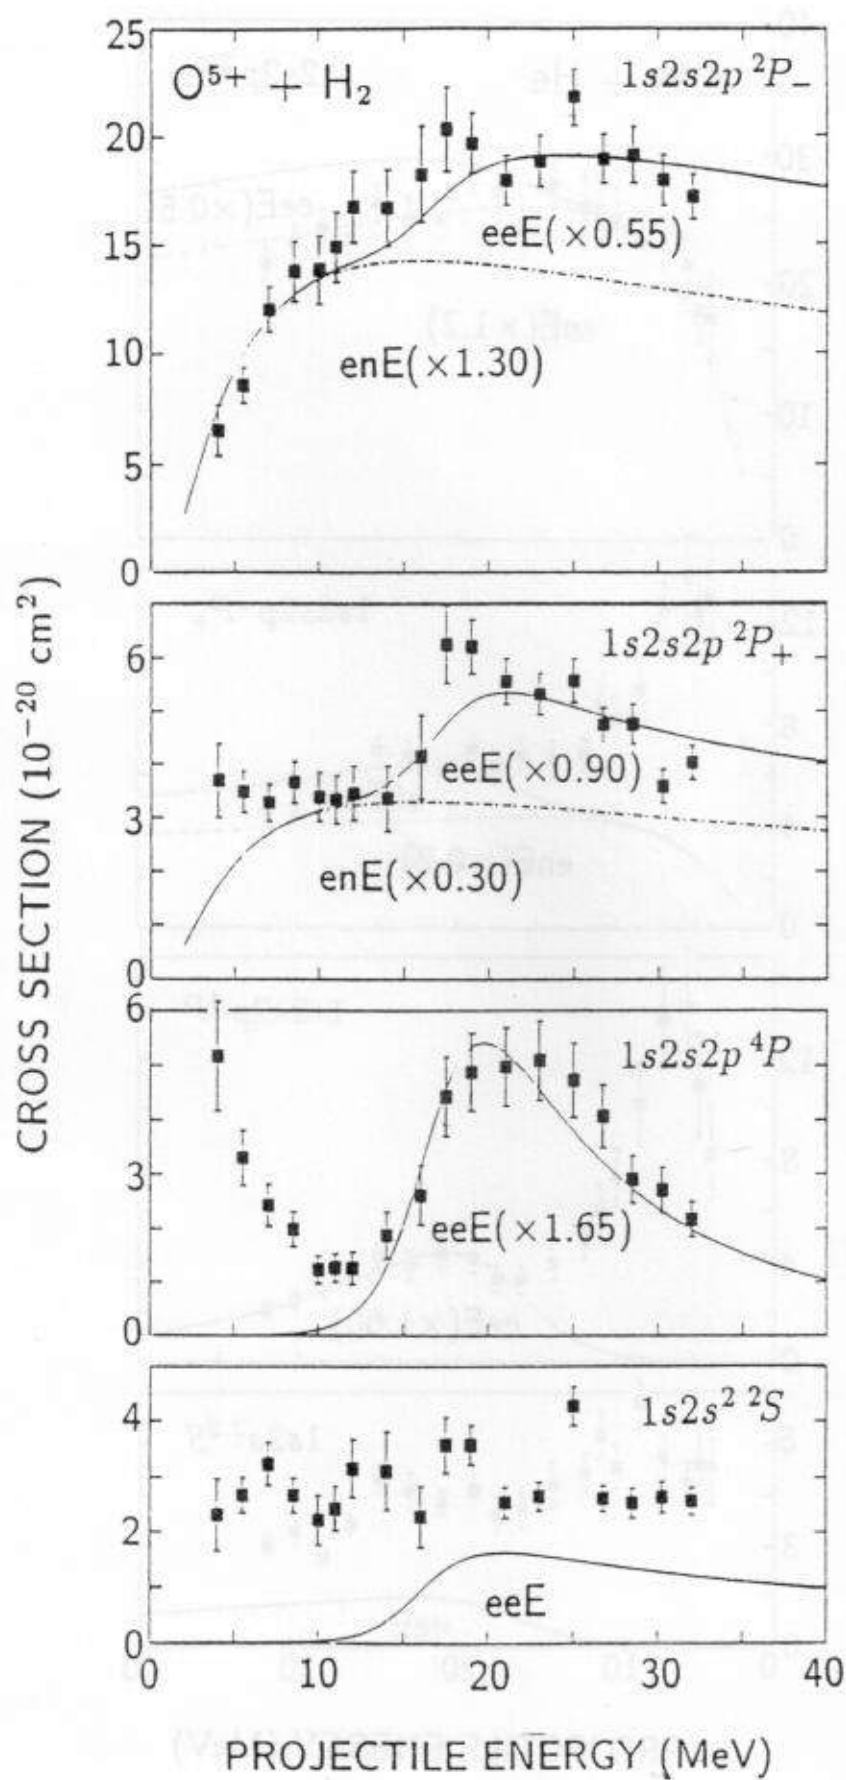 CROSS SECTION (10⁻²⁰ cm²)
25
O⁵⁺ + H₂
1s2s2p ²P₋
20
eeE(×0.55)
15
enE(×1.30)
10
5
0
1s2s2p ²P₊
6
eeE(×0.90)
3
enE(×0.30)
0
6
1s2s2p ⁴P
3
eeE(×1.65)
0
1s2s² ²S
4
2
eeE
0
0 10 20 30 40
PROJECTILE ENERGY (MeV)